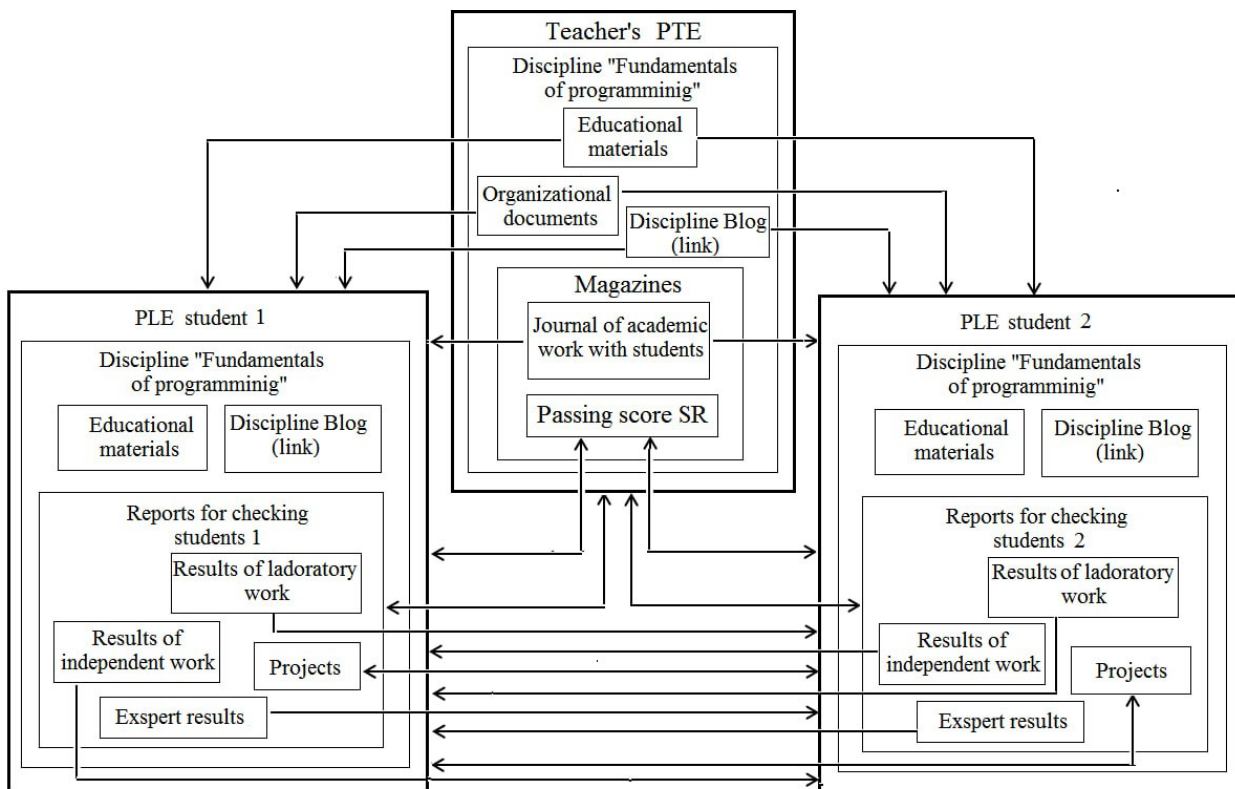 Teacher's PTE
Discipline "Fundamentals
of programminig"
Educational
materials
Organizational
documents
Discipline Blog
(link)
Magazines
Journal of academic
work with students
Passing score SR
PLE student 1
Discipline "Fundamentals
of programminig"
Educational
materials
Discipline Blog
(link)
Reports for checking
students 1
Results of ladoratory
work
Results of
independent work
Projects
Exspert results
PLE student 2
Discipline "Fundamentals
of programminig"
Educational
materials
Discipline Blog
(link)
Reports for checking
students 2
Results of ladoratory
work
Results of
independent work
Projects
Exspert results